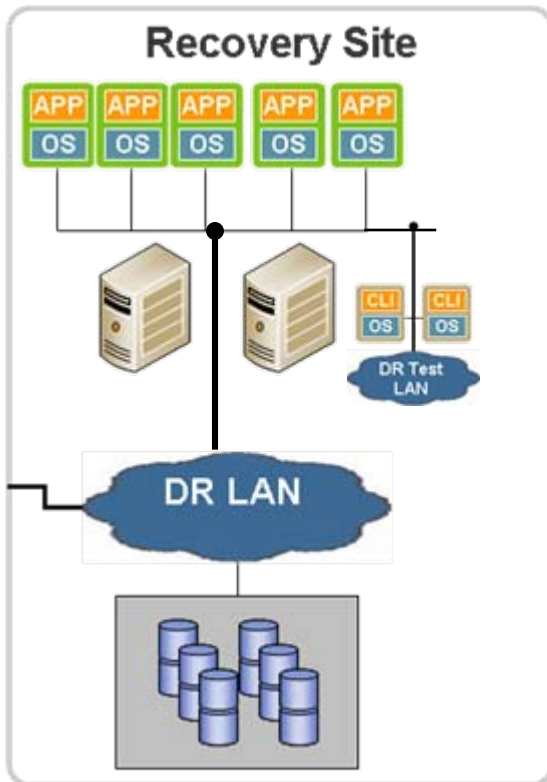 Recovery Site
APP APP APP APP APP
OS OS OS OS OS
CLI CLI
OS OS
DR Test
LAN
DR LAN